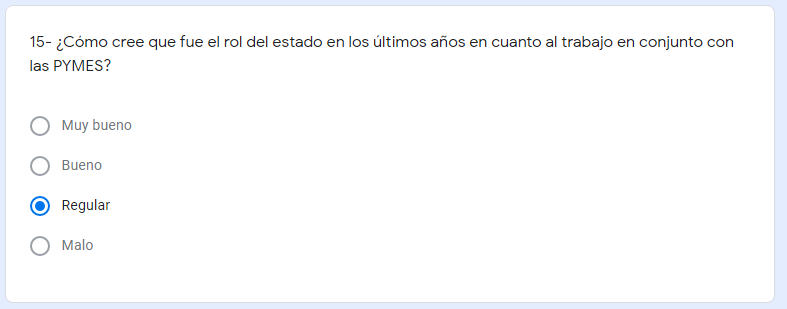 15- ¿Cómo cree que fue el rol del estado en los últimos años en cuanto al trabajo en conjunto con
las PYMES?
Muy bueno
Bueno
Regular
Malo